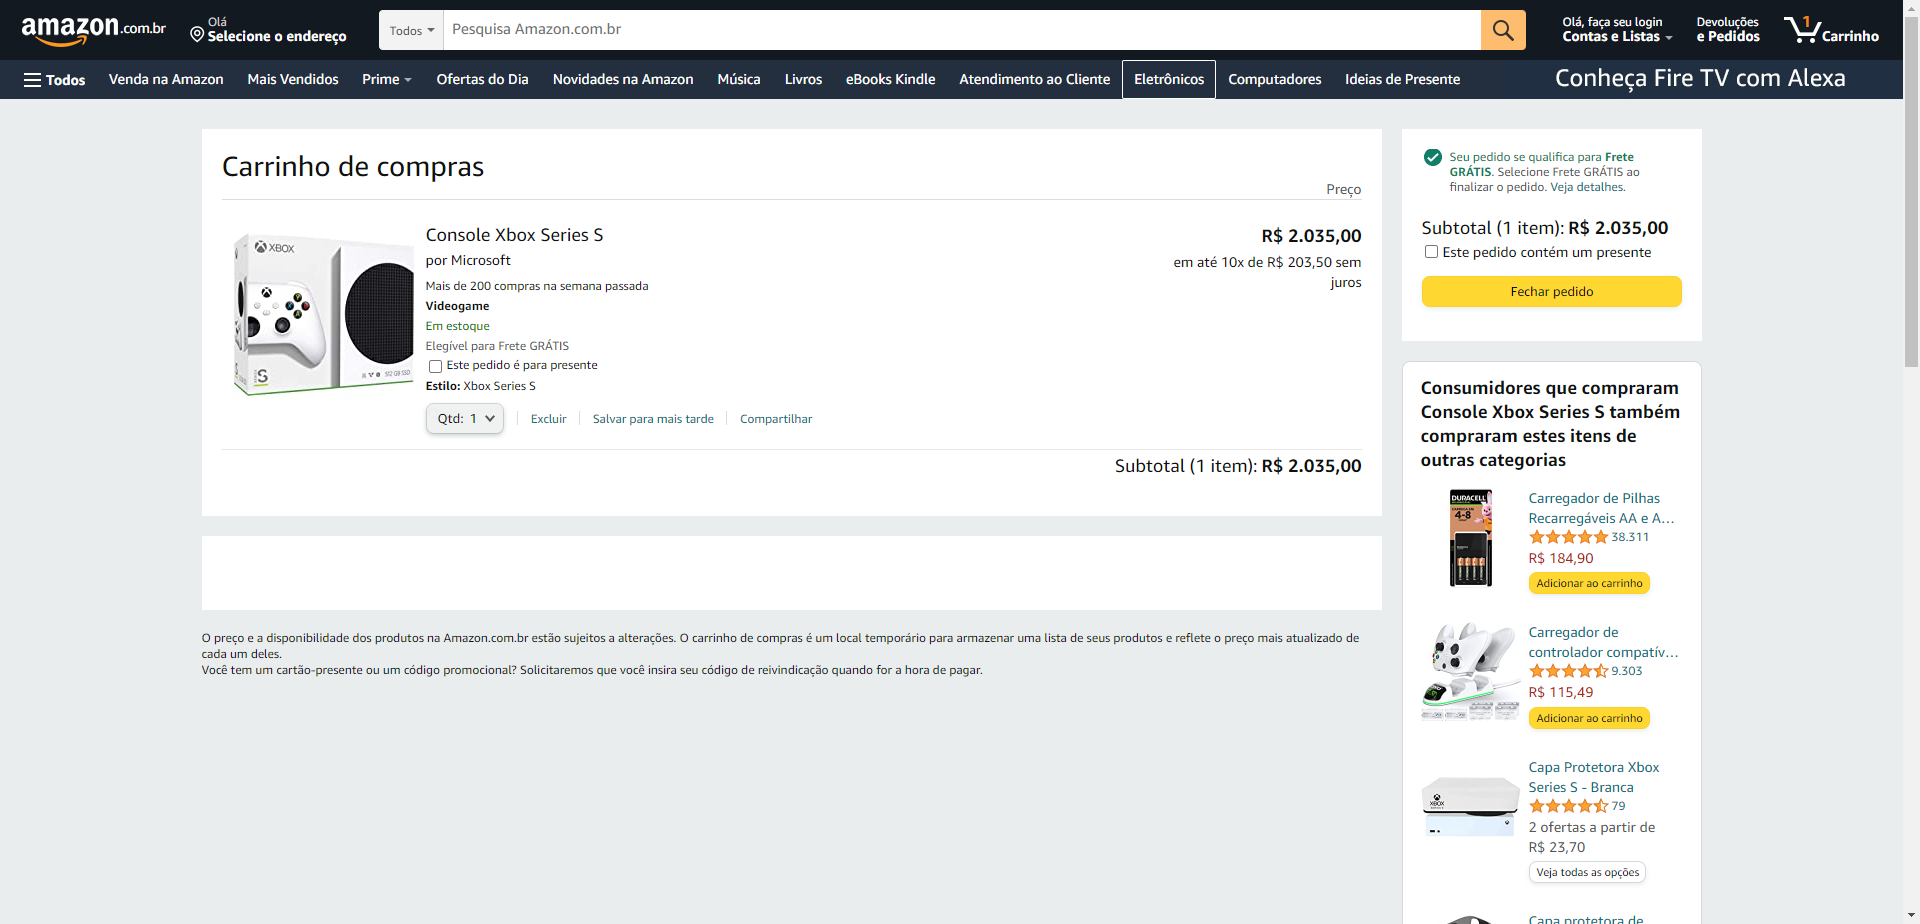 amazon.com.br
Olá
Selecione o endereço
Todos
Pesquisa Amazon.com.br
Olá, faça seu login
Contas e Listas
Devoluções
e Pedidos
1
Carrinho
Todos
Venda na Amazon
Mais Vendidos
Prime
Ofertas do Dia
Novidades na Amazon
Música
Livros
eBooks Kindle
Atendimento ao Cliente
Eletrônicos
Computadores
Ideias de Presente
Conheça Fire TV com Alexa
Carrinho de compras
Preço
XBOX
SERIES S
512 GB SSD
Console Xbox Series S
por Microsoft
Mais de 200 compras na semana passada
Videogame
Em estoque
Elegível para Frete GRÁTIS
Este pedido é para presente
Estilo: Xbox Series S
Qtd: 1
Excluir
Salvar para mais tarde
Compartilhar
R$ 2.035,00
em até 10x de R$ 203,50 sem
juros
Subtotal (1 item): R$ 2.035,00
O preço e a disponibilidade dos produtos na Amazon.com.br estão sujeitos a alterações. O carrinho de compras é um local temporário para armazenar uma lista de seus produtos e reflete o preço mais atualizado de
cada um deles.
Você tem um cartão-presente ou um código promocional? Solicitaremos que você insira seu código de reivindicação quando for a hora de pagar.
Seu pedido se qualifica para Frete
GRÁTIS. Selecione Frete GRÁTIS ao
finalizar o pedido. Veja detalhes.
Subtotal (1 item): R$ 2.035,00
Este pedido contém um presente
Fechar pedido
Consumidores que compraram
Console Xbox Series S também
compraram estes itens de
outras categorias
DURACELL
4-8
Carregador de Pilhas
Recarregáveis AA e A…
38.311
R$ 184,90
Adicionar ao carrinho
Carregador de
controlador compatív…
9.303
R$ 115,49
Adicionar ao carrinho
XBOX
Capa Protetora Xbox
Series S - Branca
79
2 ofertas a partir de
R$ 23,70
Veja todas as opções
Capa protetora de